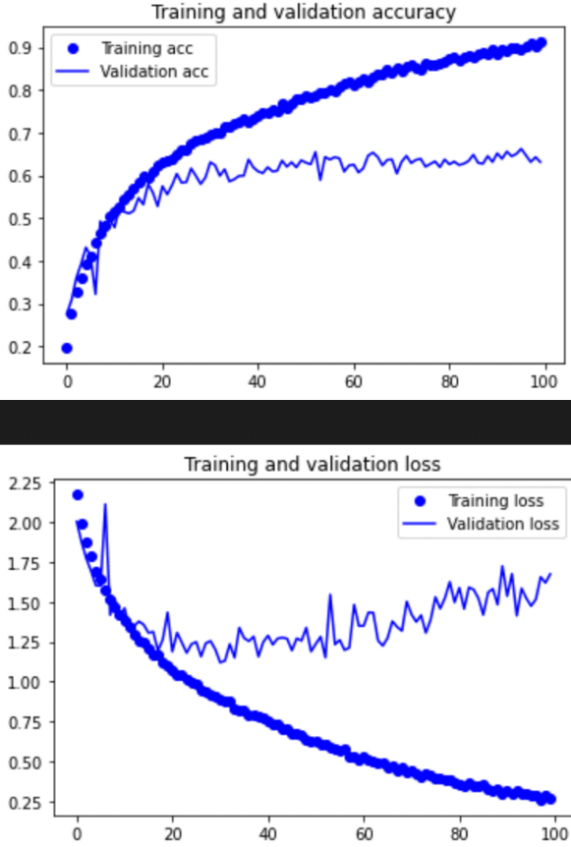 Training and validation accuracy
0.9
Training acc
Validation acc
0.8
0.7
0.6
0.5
0.4
0.3
0.2
0 20 40 60 80 100
Training and validation loss
2.25
Training loss
2.00
Validation loss
1.75
1.50
1.25
1.00
0.75
0.50
0.25
0 20 40 60 80 100